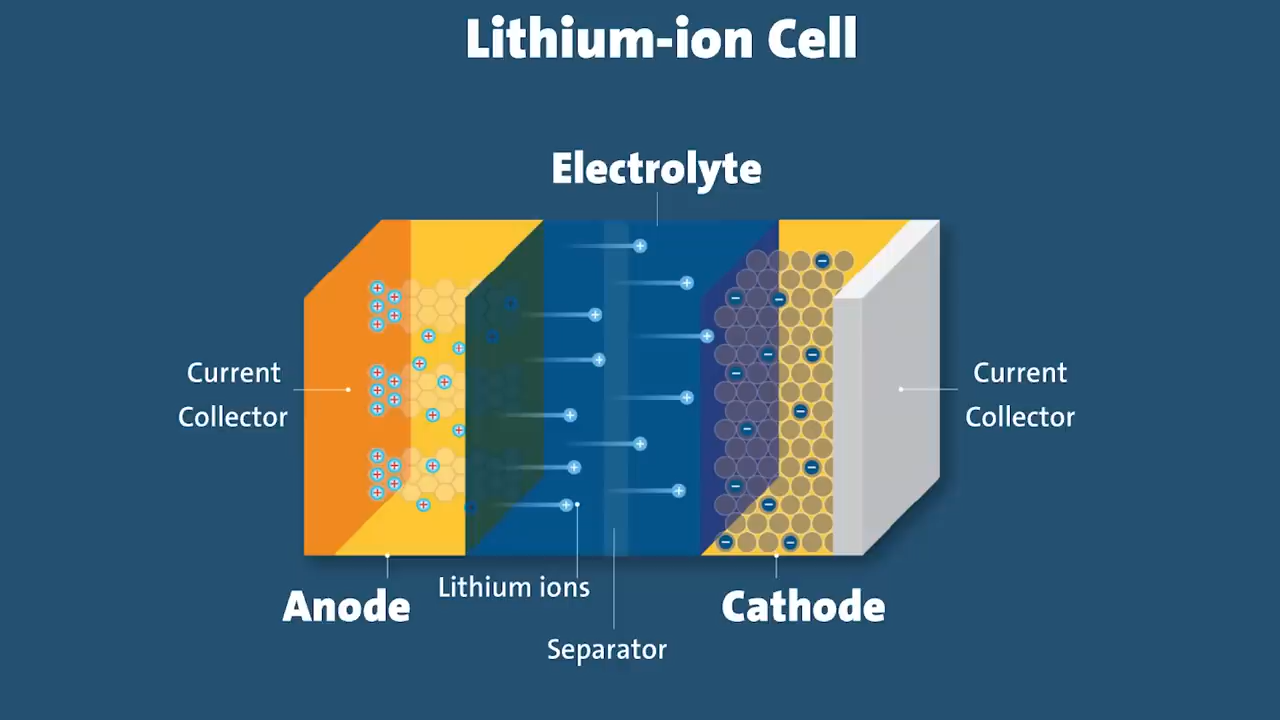 Lithium-ion Cell
Electrolyte
Current
Collector
Current
Collector
Lithium ions
Anode
Cathode
Separator